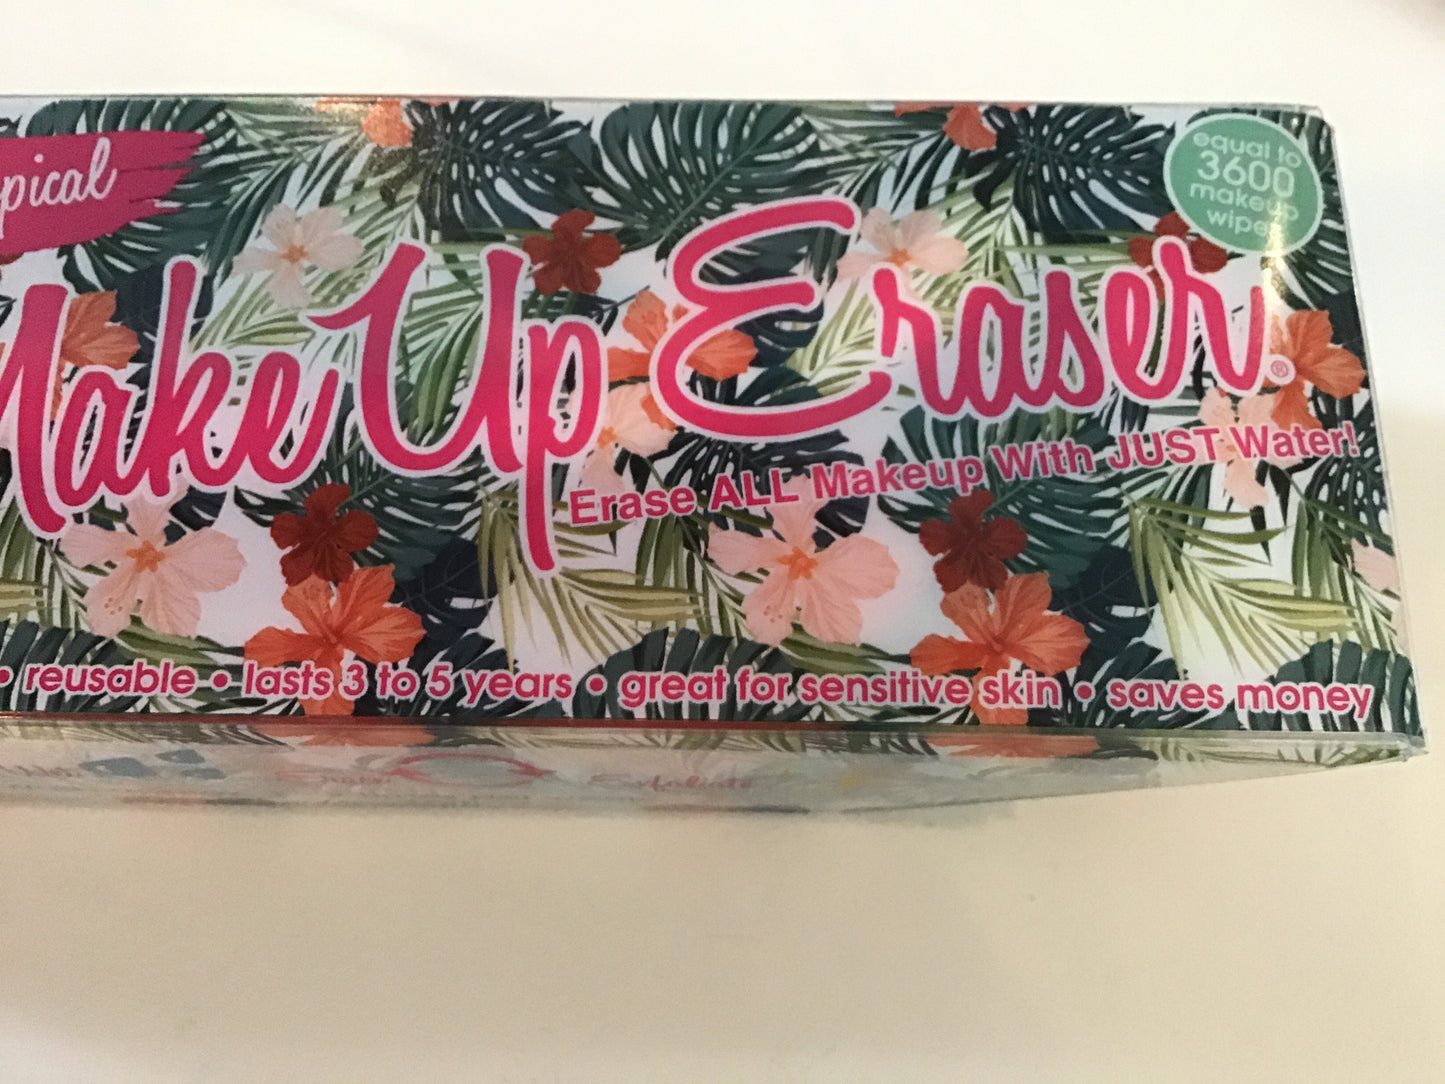 pical
equal to
3600
makeup
wipes
Make Up Eraser®
Erase ALL Makeup With JUST Water!
• reusable • lasts 3 to 5 years • great for sensitive skin • saves money
Exfoliate